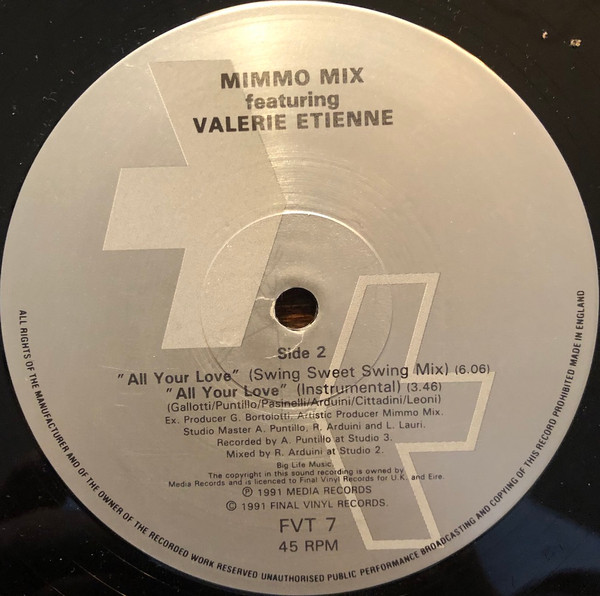 MIMMO MIX
featuring
VALERIE ETIENNE
Side 2
"All Your Love" (Swing Sweet Swing Mix) (6.06)
"All Your Love" (Instrumental) (3.46)
(Gallotti/Puntillo/Pasinelli/Arduini/Cittadini/Leoni)
Ex. Producer G. Bortolotti. Artistic Producer Mimmo Mix.
Studio Master A. Puntillo, R. Arduini and L. Lauri.
Recorded by A. Puntillo at Studio 3.
Mixed by R. Arduini at Studio 2.
Big Life Music.
The copyright in this sound recording is owned by
Media Records and is licenced to Final Vinyl Records for U.K. and Eire.
℗ 1991 MEDIA RECORDS
© 1991 FINAL VINYL RECORDS.
FVT 7
45 RPM
ALL RIGHTS OF THE MANUFACTURER AND OF THE OWNER OF THE RECORDED WORK RESERVED UNAUTHORISED PUBLIC PERFORMANCE BROADCASTING AND COPYING OF THIS RECORD PROHIBITED MADE IN ENGLAND